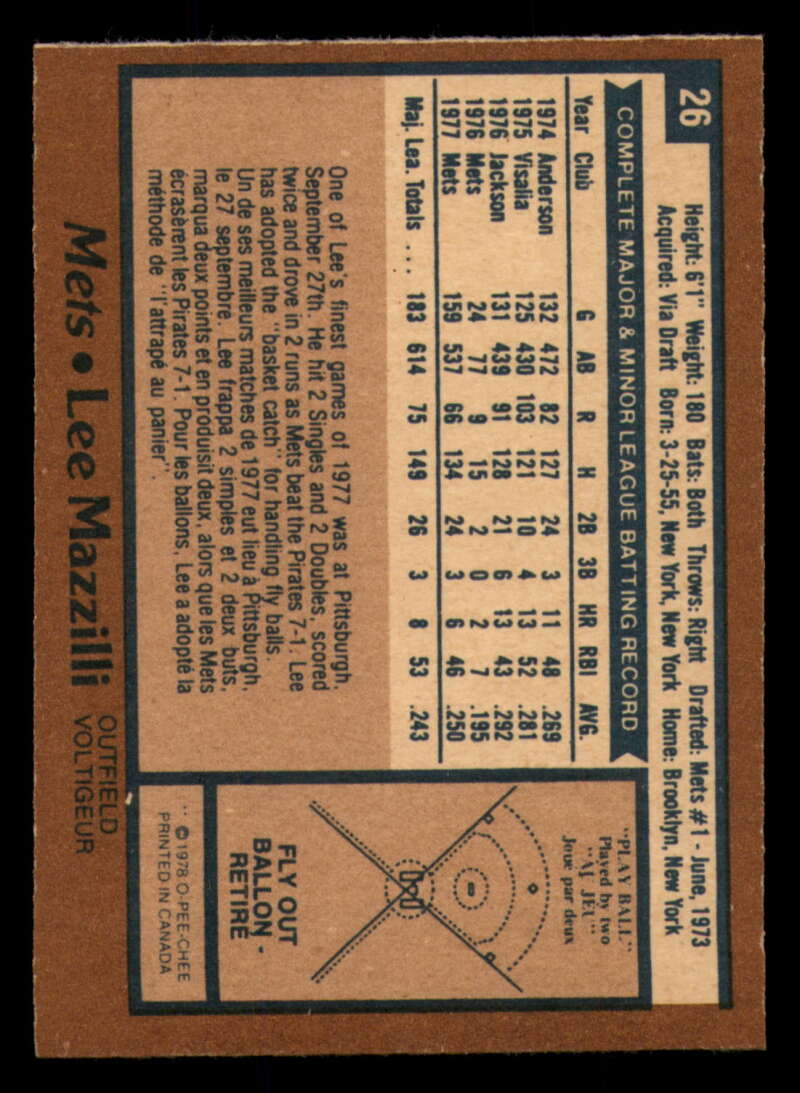 26
Height: 6'1" Weight: 180 Bats: Both Throws: Right Drafted: Mets #1 - June, 1973
Acquired: Via Draft Born: 3-25-55, New York, New York Home: Brooklyn, New York
COMPLETE MAJOR & MINOR LEAGUE BATTING RECORD
Year Club G AB R H 2B 3B HR RBI AVG.
1974 Anderson 132 472 82 127 24 3 11 48 .269
1975 Visalia 125 430 103 121 10 4 13 52 .281
1976 Jackson 131 439 91 128 21 6 13 43 .292
1976 Mets 24 77 9 15 2 0 2 7 .195
1977 Mets 159 537 66 134 24 3 6 46 .250
Maj. Lea. Totals ... 183 614 75 149 26 3 8 53 .243
One of Lee's finest games of 1977 was at Pittsburgh,
September 27th. He hit 2 Singles and 2 Doubles, scored
twice and drove in 2 runs as Mets beat the Pirates 7-1. Lee
has adopted the "basket catch" for handling fly balls.
Un de ses meilleurs matches de 1977 eut lieu à Pittsburgh,
le 27 septembre. Lee frappa 2 simples et 2 deux buts,
marqua deux points et en produisit deux, alors que les Mets
écrasèrent les Pirates 7-1. Pour les ballons, Lee a adopté la
méthode de "l'attrapé au panier".
"PLAY BALL"
Played by two
"AU JEU"
Joue par deux
FLY OUT
BALLON -
RETIRÉ
** © 1978 O-PEE-CHEE
PRINTED IN CANADA
Mets • Lee Mazzilli
OUTFIELD
VOLTIGEUR